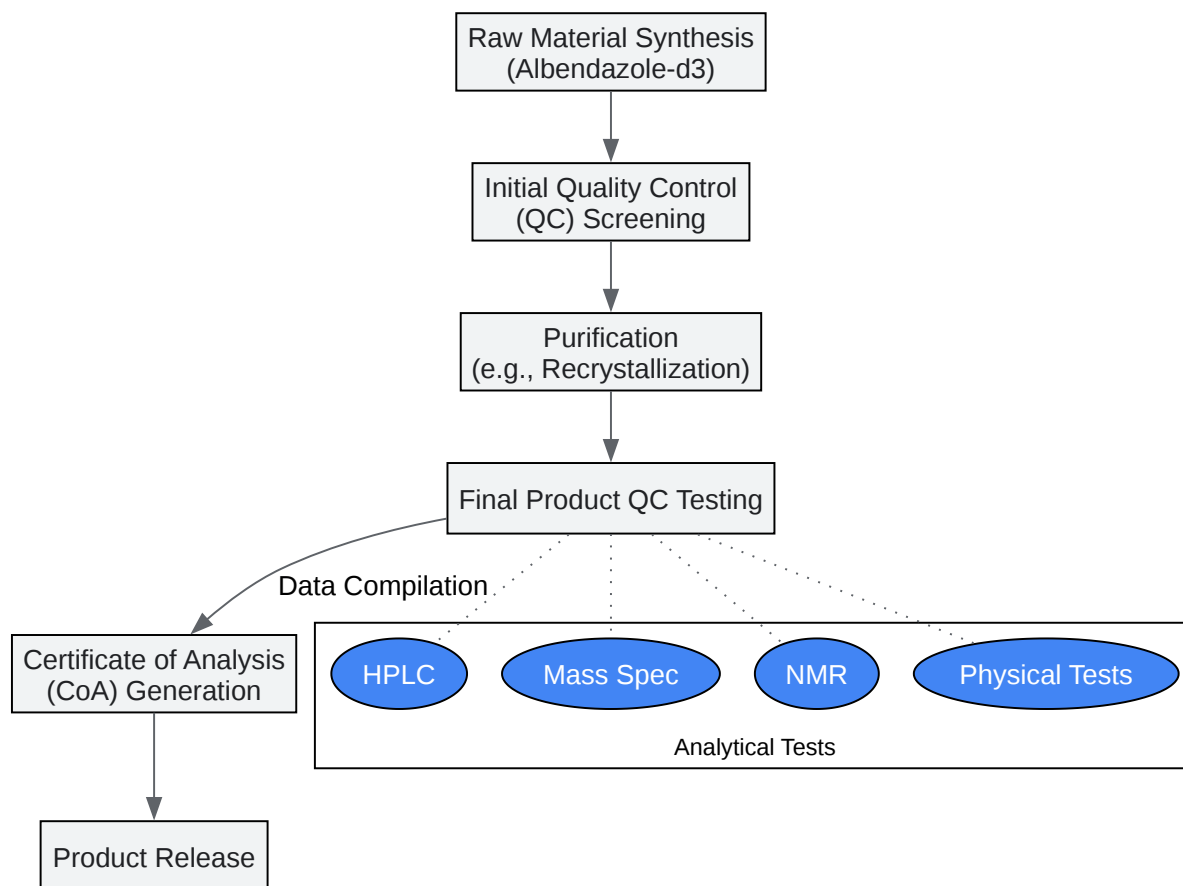 Raw Material Synthesis
(Albendazole-d3)
Initial Quality Control
(QC) Screening
Purification
(e.g., Recrystallization)
Final Product QC Testing
Data Compilation
Certificate of Analysis
(CoA) Generation
HPLC
Mass Spec
NMR
Physical Tests
Analytical Tests
Product Release